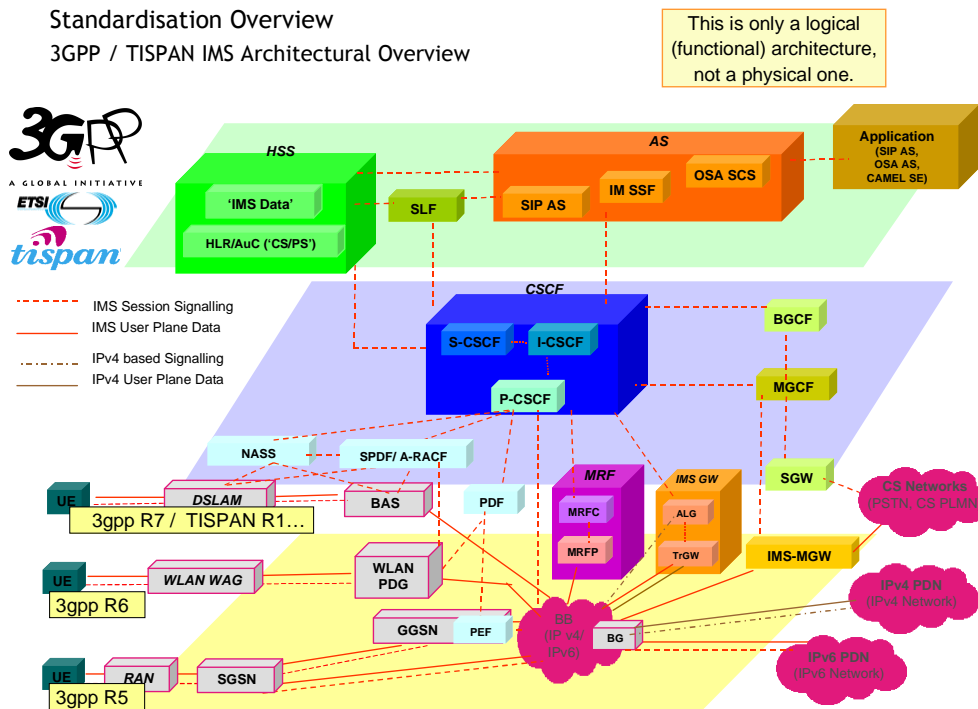 Standardisation Overview
3GPP / TISPAN IMS Architectural Overview
This is only a logical
(functional) architecture,
not a physical one.
3GPP
A GLOBAL INITIATIVE
ETSI
tispan
HSS
'IMS Data'
HLR/AuC ('CS/PS')
SLF
AS
SIP AS
IM SSF
OSA SCS
Application
(SIP AS,
OSA AS,
CAMEL SE)
IMS Session Signalling
IMS User Plane Data
IPv4 based Signalling
IPv4 User Plane Data
CSCF
S-CSCF
I-CSCF
P-CSCF
BGCF
MGCF
SGW
NASS
SPDF/ A-RACF
PDF
MRF
MRFC
MRFP
IMS GW
ALG
TrGW
IMS-MGW
CS Networks
(PSTN, CS PLMN)
UE
DSLAM
BAS
3gpp R7 / TISPAN R1…
UE
WLAN WAG
WLAN
PDG
3gpp R6
GGSN
PEF
BB
(IP v4/
IPv6)
BG
IPv4 PDN
(IPv4 Network)
IPv6 PDN
(IPv6 Network)
UE
RAN
SGSN
3gpp R5